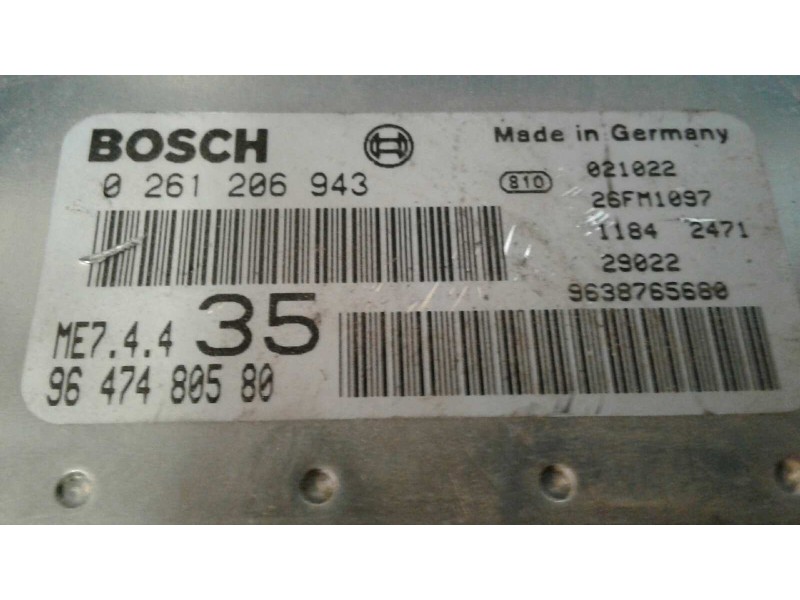 BOSCH
0 261 206 943
ME7.4.4 35
96 474 805 80
Made in Germany
810 021022
26FM1097
1184 2471
29022
9638765680